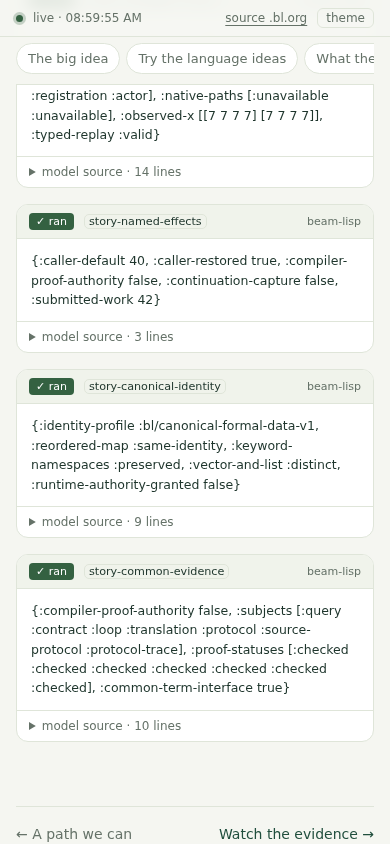 live · 08:59:55 AM
source .bl.org
theme
The big idea
Try the language ideas
What the
:registration :actor], :native-paths [:unavailable
:unavailable], :observed-x [[7 7 7 7] [7 7 7 7]],
:typed-replay :valid}
▶ model source · 14 lines
✓ ran
story-named-effects
beam-lisp
{:caller-default 40, :caller-restored true, :compiler-
proof-authority false, :continuation-capture false,
:submitted-work 42}
▶ model source · 3 lines
✓ ran
story-canonical-identity
beam-lisp
{:identity-profile :bl/canonical-formal-data-v1,
:reordered-map :same-identity, :keyword-
namespaces :preserved, :vector-and-list :distinct,
:runtime-authority-granted false}
▶ model source · 9 lines
✓ ran
story-common-evidence
beam-lisp
{:compiler-proof-authority false, :subjects [:query
:contract :loop :translation :protocol :source-
protocol :protocol-trace], :proof-statuses [:checked
:checked :checked :checked :checked :checked
:checked], :common-term-interface true}
▶ model source · 10 lines
← A path we can
Watch the evidence →